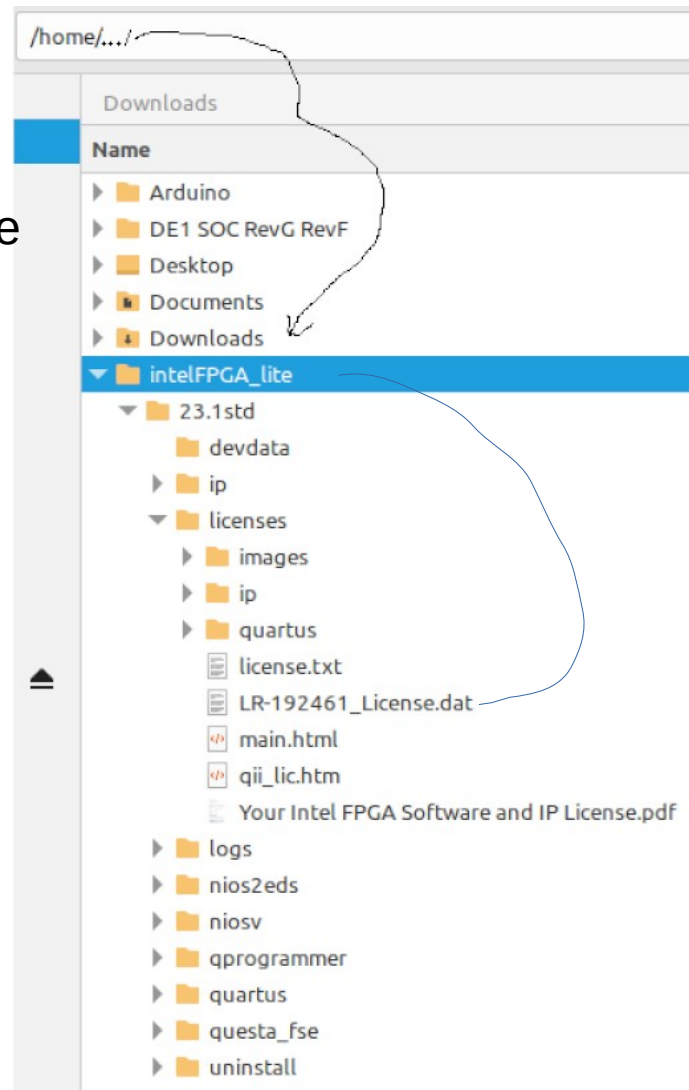 /home/.../
Downloads
Name
Arduino
DE1 SOC RevG RevF
e
Desktop
Documents
Downloads
intelFPGA_lite
23.1std
devdata
ip
licenses
images
ip
quartus
license.txt
LR-192461_License.dat
main.html
qii_lic.htm
Your Intel FPGA Software and IP License.pdf
logs
nios2eds
niosv
qprogrammer
quartus
questa_fse
uninstall